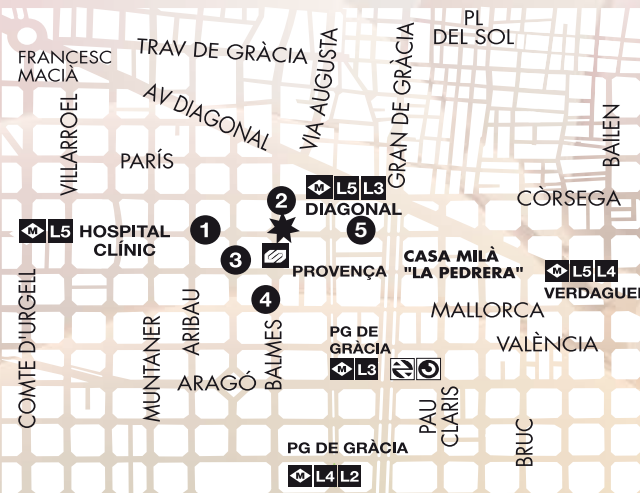 PL
DEL SOL
TRAV DE GRÀCIA
FRANCESC
MACIÀ
VIA AUGUSTA
GRAN DE GRÀCIA
AV DIAGONAL
VILLARROEL
PARÍS
BAILEN
2
M L5 L3
DIAGONAL
CÒRSEGA
M L5 HOSPITAL
CLÍNIC
1
5
3
PROVENÇA
CASA MILÀ
"LA PEDRERA"
M L5 L4
VERDAGUER
4
MALLORCA
COMTE D'URGELL
MUNTANER
ARIBAU
BALMES
ARAGÓ
PG DE
GRÀCIA
M L3
VALÈNCIA
PAU
CLARIS
BRUC
PG DE GRÀCIA
M L4 L2